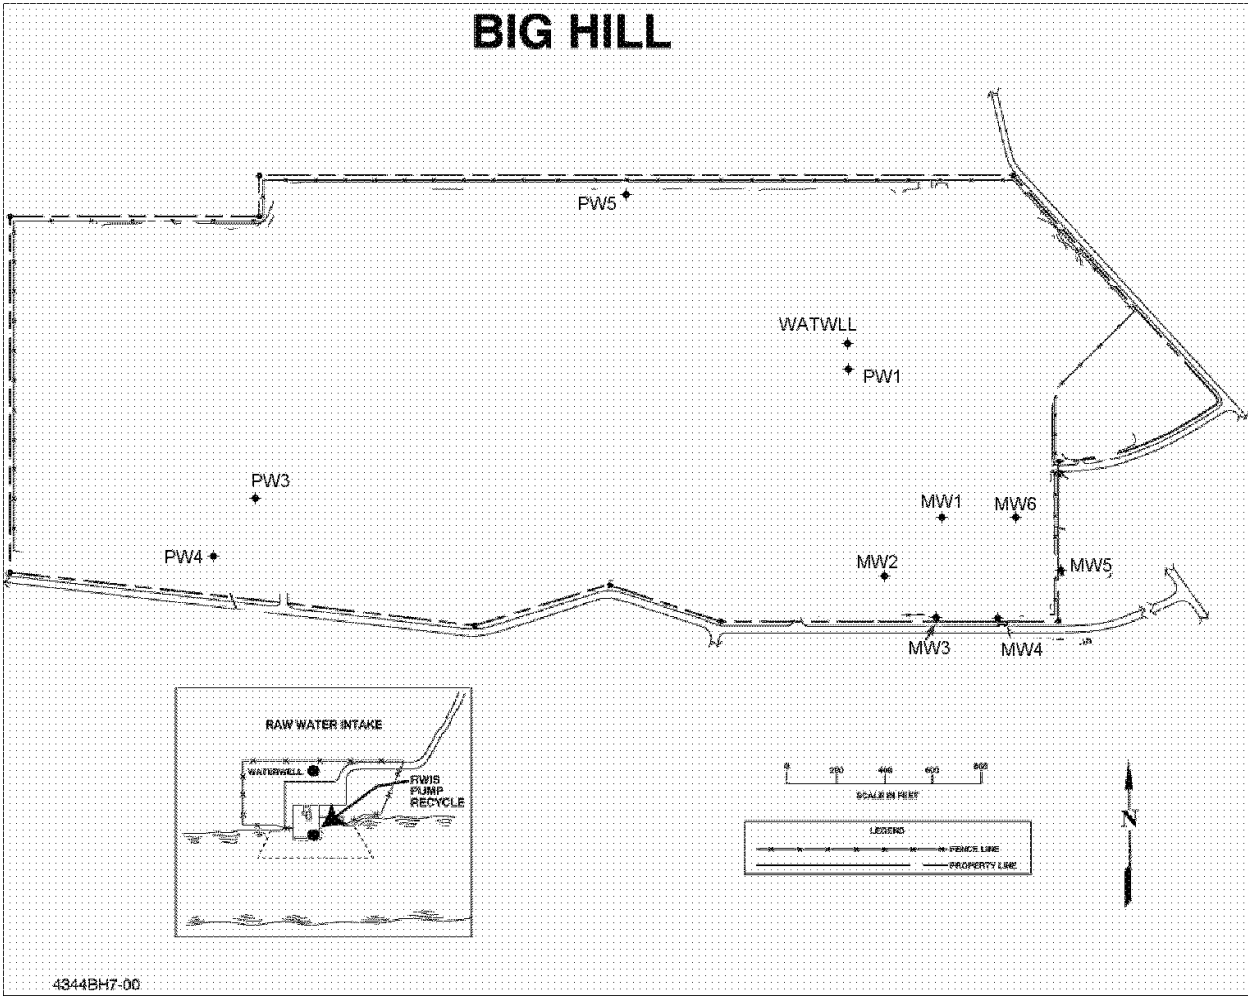 BIG HILL
PW5
WATWLL
PW1
PW3
MW1
MW6
PW4
MW2
MW5
MW3
MW4
RAW WATER INTAKE
WATERWELL
RWIS
PUMP
RECYCLE
0 200 400 600 800
SCALE IN FEET
LEGEND
FENCE LINE
PROPERTY LINE
N
4344BH7-00